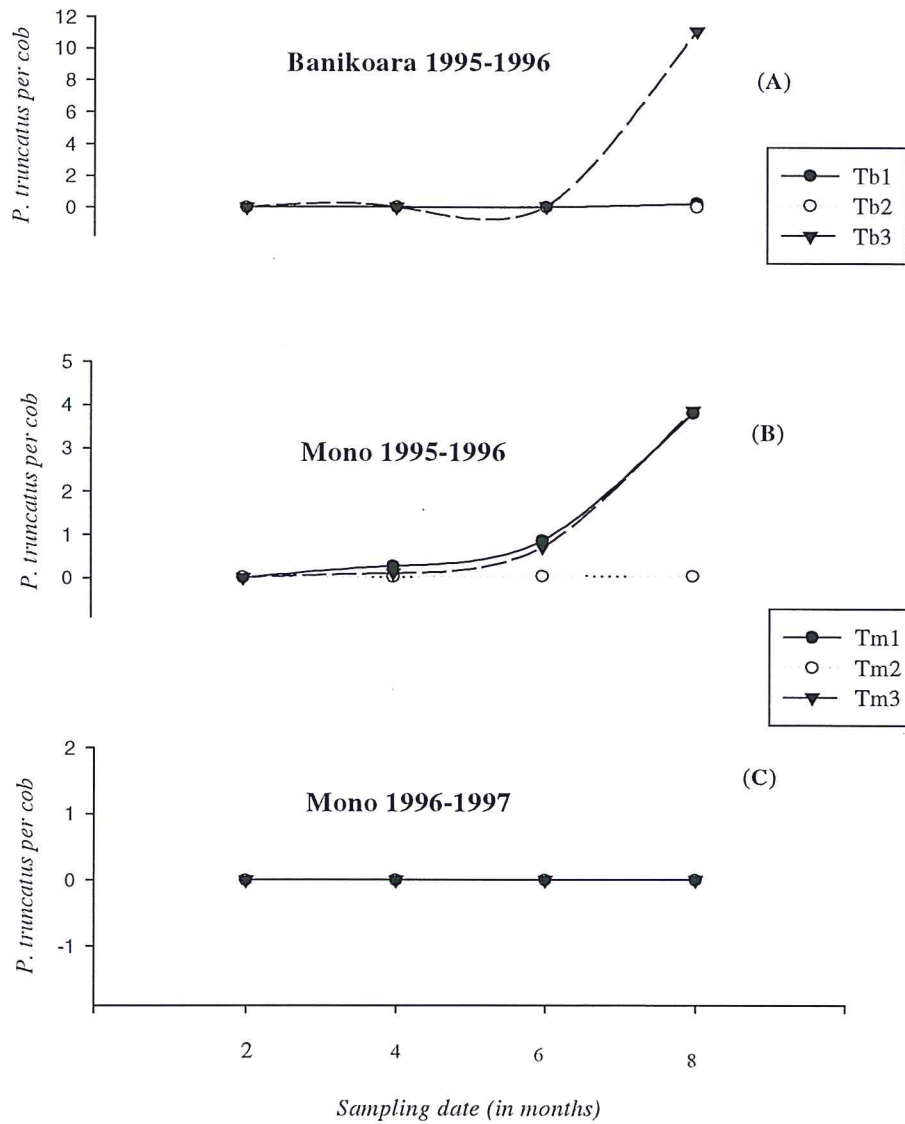 12
10
8
6
4
2
0
P. truncatus per cob
Banikoara 1995-1996
(A)
Tb1
Tb2
Tb3
5
4
3
2
1
0
P. truncatus per cob
Mono 1995-1996
(B)
Tm1
Tm2
Tm3
2
1
0
-1
P. truncatus per cob
Mono 1996-1997
(C)
2 4 6 8
Sampling date (in months)